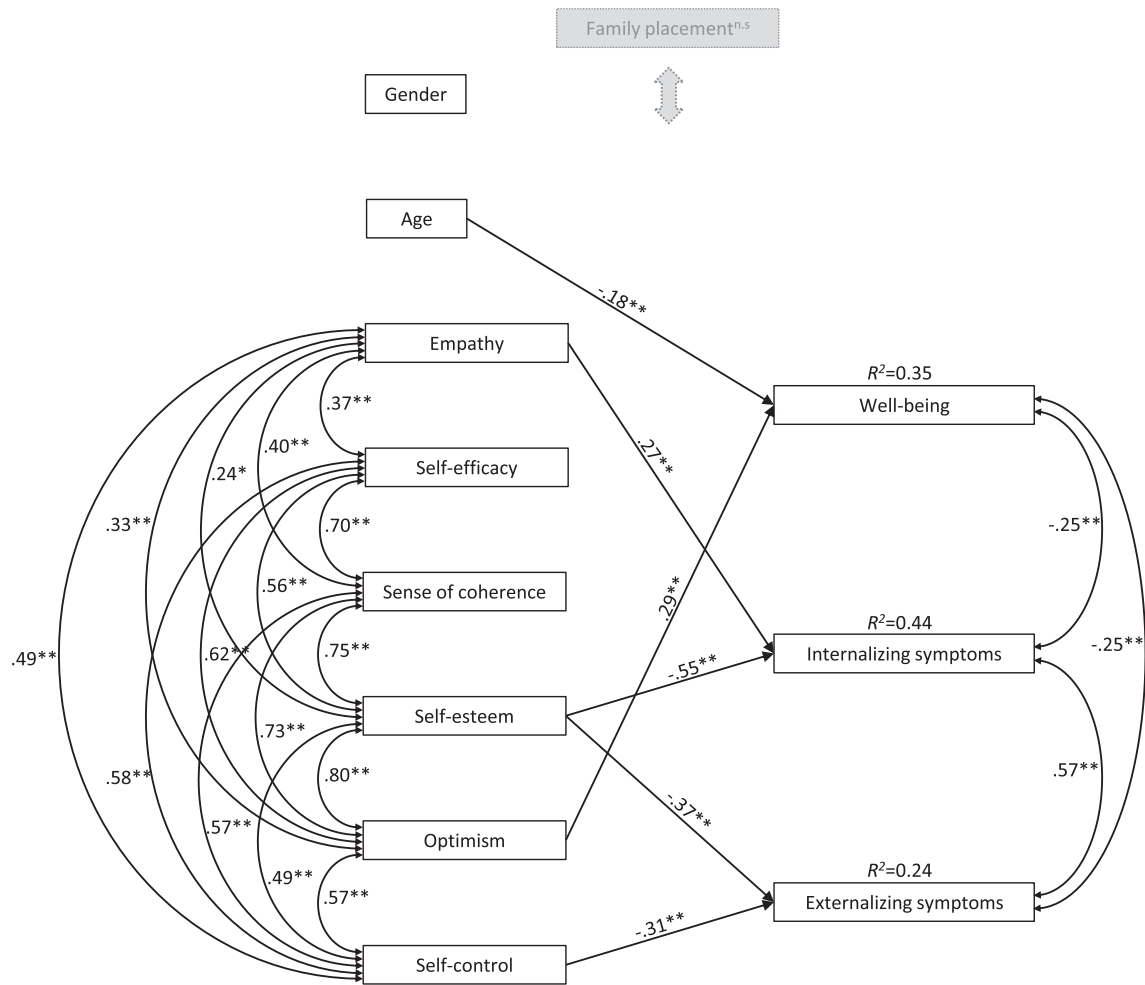 Family placement^n.s
Gender
Age
-.18**
Empathy
R²=0.35
Well-being
.37**
.27**
.40**
Self-efficacy
.24*
.33**
.70**
-.25**
Sense of coherence
.56**
.29**
R²=0.44
-.25**
.49**
.62**
.75**
Internalizing symptoms
-.55**
Self-esteem
.73**
.58**
.80**
.57**
-.37**
.57**
Optimism
R²=0.24
.49**
.57**
Externalizing symptoms
-.31**
Self-control